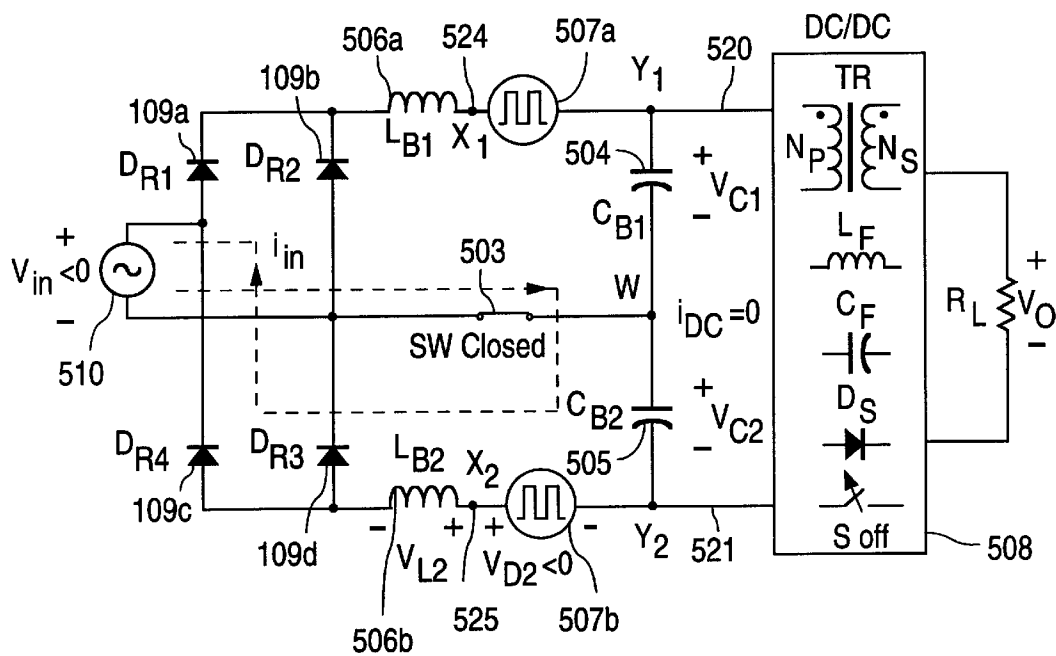 506a 524 507a DC/DC
109b Y1 520
109a TR
LB1 X1 504
DR1 DR2 + VC1 - NP NS
CB1
+ iin 503 LF
Vin <0 W +
iDC =0 CF RL VO
- SW Closed -
510
CB2 + VC2 - DS
DR4 DR3 LB2 X2 505
109c - + + - Y2 521 S off 508
109d VL2 VD2 <0
506b 525 507b